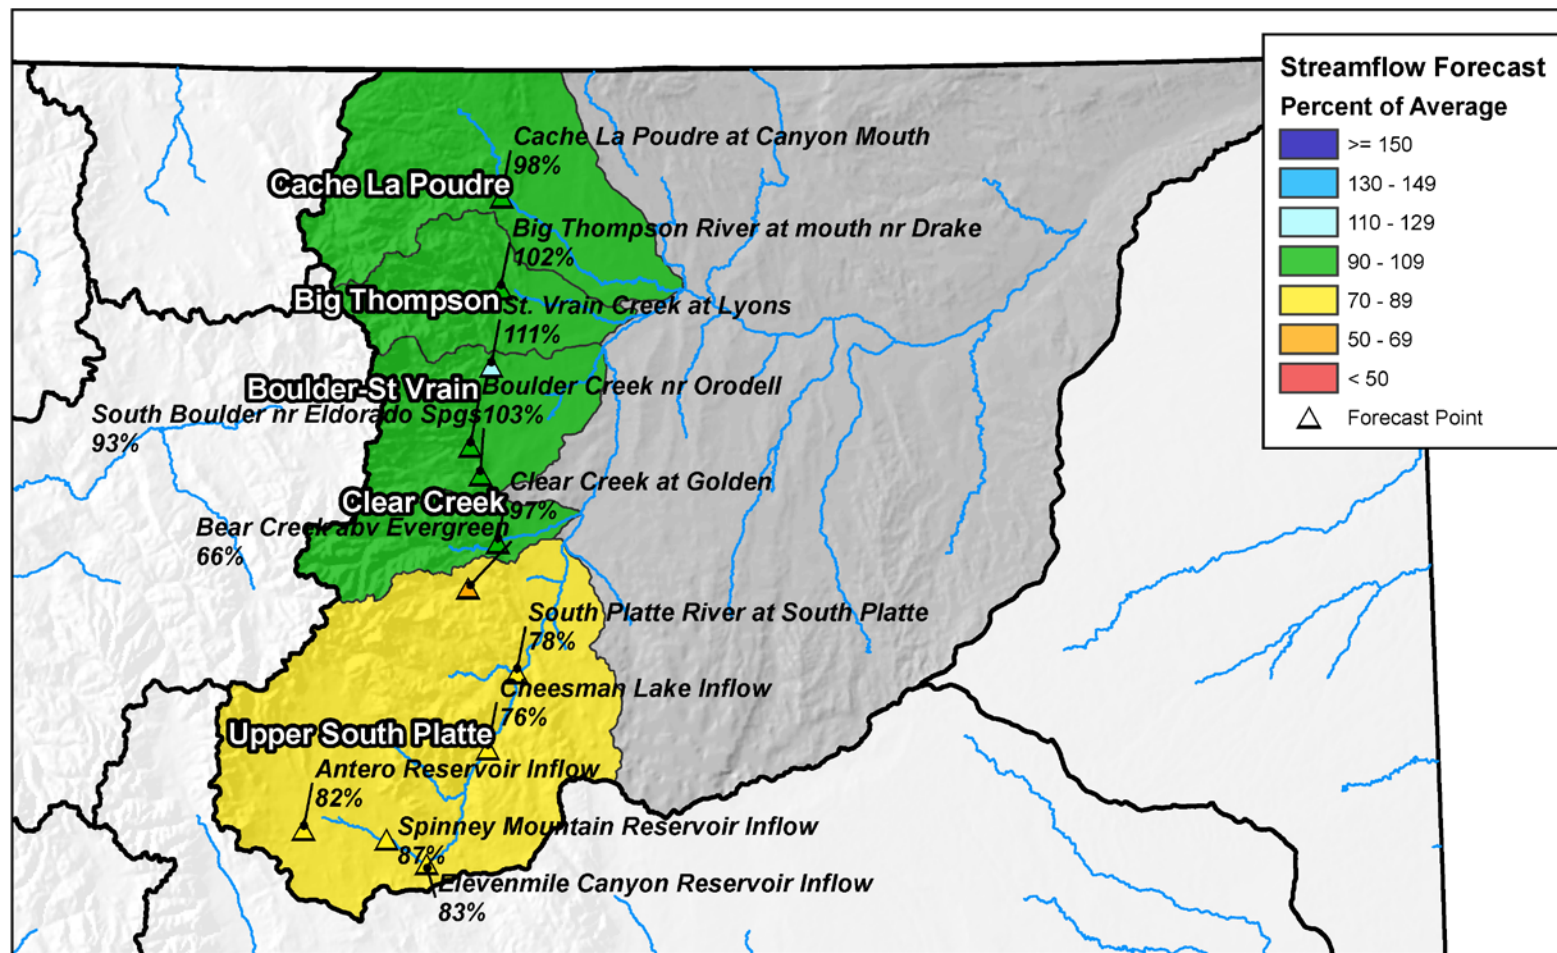 Streamflow Forecast
Percent of Average
>= 150
130 - 149
110 - 129
90 - 109
70 - 89
50 - 69
< 50
Forecast Point
Cache La Poudre at Canyon Mouth
98%
Cache La Poudre
Big Thompson River at mouth nr Drake
102%
Big Thompson
St. Vrain Creek at Lyons
111%
Boulder-St Vrain
Boulder Creek nr Orodell
103%
South Boulder nr Eldorado Spgs
93%
Clear Creek at Golden
97%
Clear Creek
Bear Creek abv Evergreen
66%
South Platte River at South Platte
78%
Cheesman Lake Inflow
76%
Upper South Platte
Antero Reservoir Inflow
82%
Spinney Mountain Reservoir Inflow
87%
Elevenmile Canyon Reservoir Inflow
83%